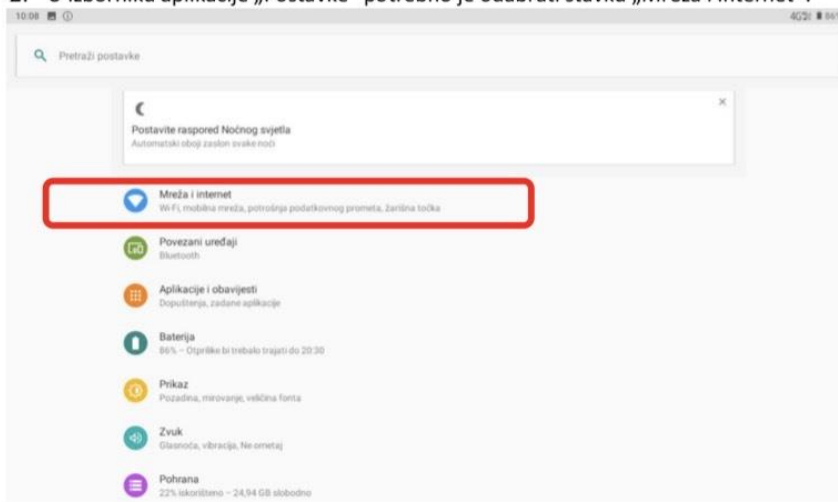 2. U izborniku aplikacije „Postavke" potrebno je odabrati stavku „Mreža i internet".
10:08 4G 86%
Pretraži postavke
Postavite raspored Noćnog svjetla
Automatski oboji zaslon svake noći
Mreža i internet
Wi-Fi, mobilna mreža, potrošnja podatkovnog prometa, žarišna točka
Povezani uređaji
Bluetooth
Aplikacije i obavijesti
Dopuštenja, zadane aplikacije
Baterija
86% – Otprilike bi trebalo trajati do 20:30
Prikaz
Pozadina, mirovanje, veličina fonta
Zvuk
Glasnoća, vibracija, Ne ometaj
Pohrana
22% iskorišteno – 24,94 GB slobodno